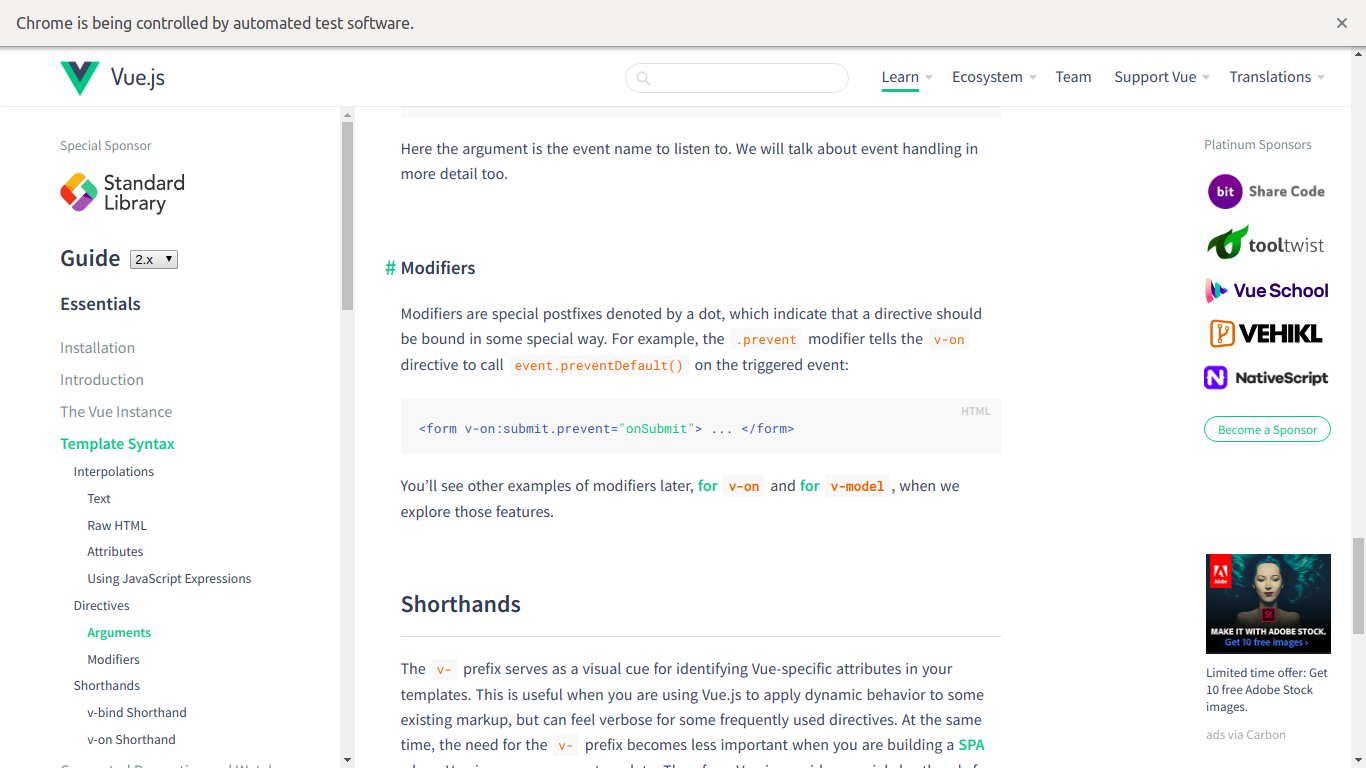 Chrome is being controlled by automated test software.
Vue.js
Learn
Ecosystem
Team
Support Vue
Translations
Special Sponsor
Standard
Library
Guide 2.x
Essentials
Installation
Introduction
The Vue Instance
Template Syntax
Interpolations
Text
Raw HTML
Attributes
Using JavaScript Expressions
Directives
Arguments
Modifiers
Shorthands
v-bind Shorthand
v-on Shorthand
Here the argument is the event name to listen to. We will talk about event handling in
more detail too.
# Modifiers
Modifiers are special postfixes denoted by a dot, which indicate that a directive should
be bound in some special way. For example, the .prevent modifier tells the v-on
directive to call event.preventDefault() on the triggered event:
HTML
<form v-on:submit.prevent="onSubmit"> ... </form>
You’ll see other examples of modifiers later, for v-on and for v-model , when we
explore those features.
Shorthands
The v- prefix serves as a visual cue for identifying Vue-specific attributes in your
templates. This is useful when you are using Vue.js to apply dynamic behavior to some
existing markup, but can feel verbose for some frequently used directives. At the same
time, the need for the v- prefix becomes less important when you are building a SPA
Platinum Sponsors
bit Share Code
tooltwist
Vue School
VEHIKL
NativeScript
Become a Sponsor
Adobe
St
MAKE IT WITH ADOBE STOCK.
Get 10 free images ›
Limited time offer: Get
10 free Adobe Stock
images.
ads via Carbon